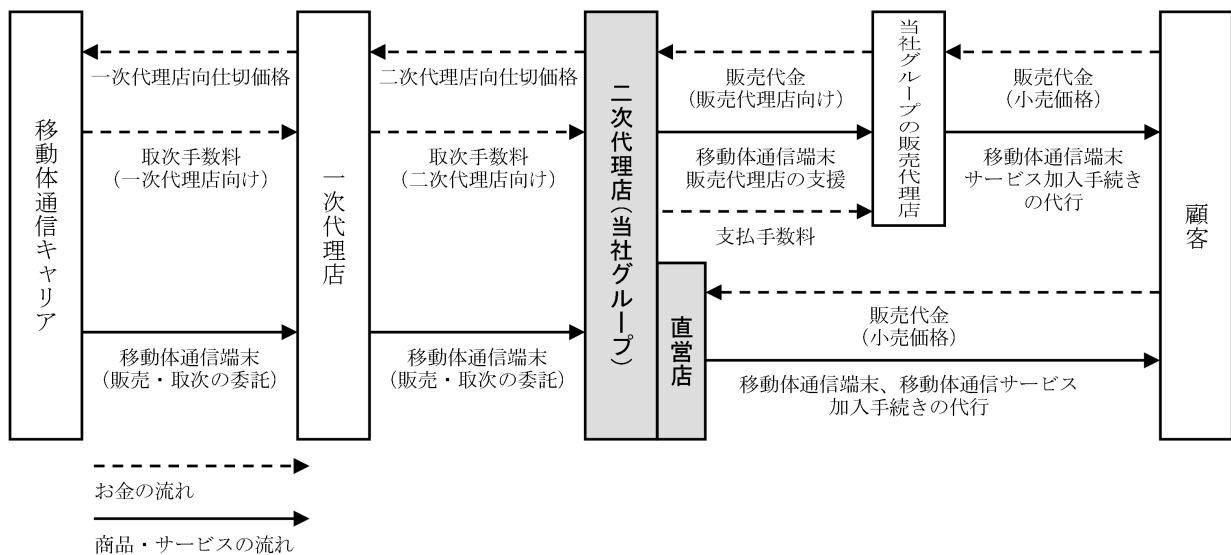 移動体通信キャリア
一次代理店向仕切価格
取次手数料
（一次代理店向け）
移動体通信端末
（販売・取次の委託）
一次代理店
二次代理店向仕切価格
取次手数料
（二次代理店向け）
移動体通信端末
（販売・取次の委託）
二次代理店（当社グループ）
直営店
販売代金
（販売代理店向け）
移動体通信端末
販売代理店の支援
支払手数料
当社グループの販売代理店
販売代金
（小売価格）
移動体通信端末
サービス加入手続き
の代行
販売代金
（小売価格）
移動体通信端末、移動体通信サービス
加入手続きの代行
顧客
お金の流れ
商品・サービスの流れ